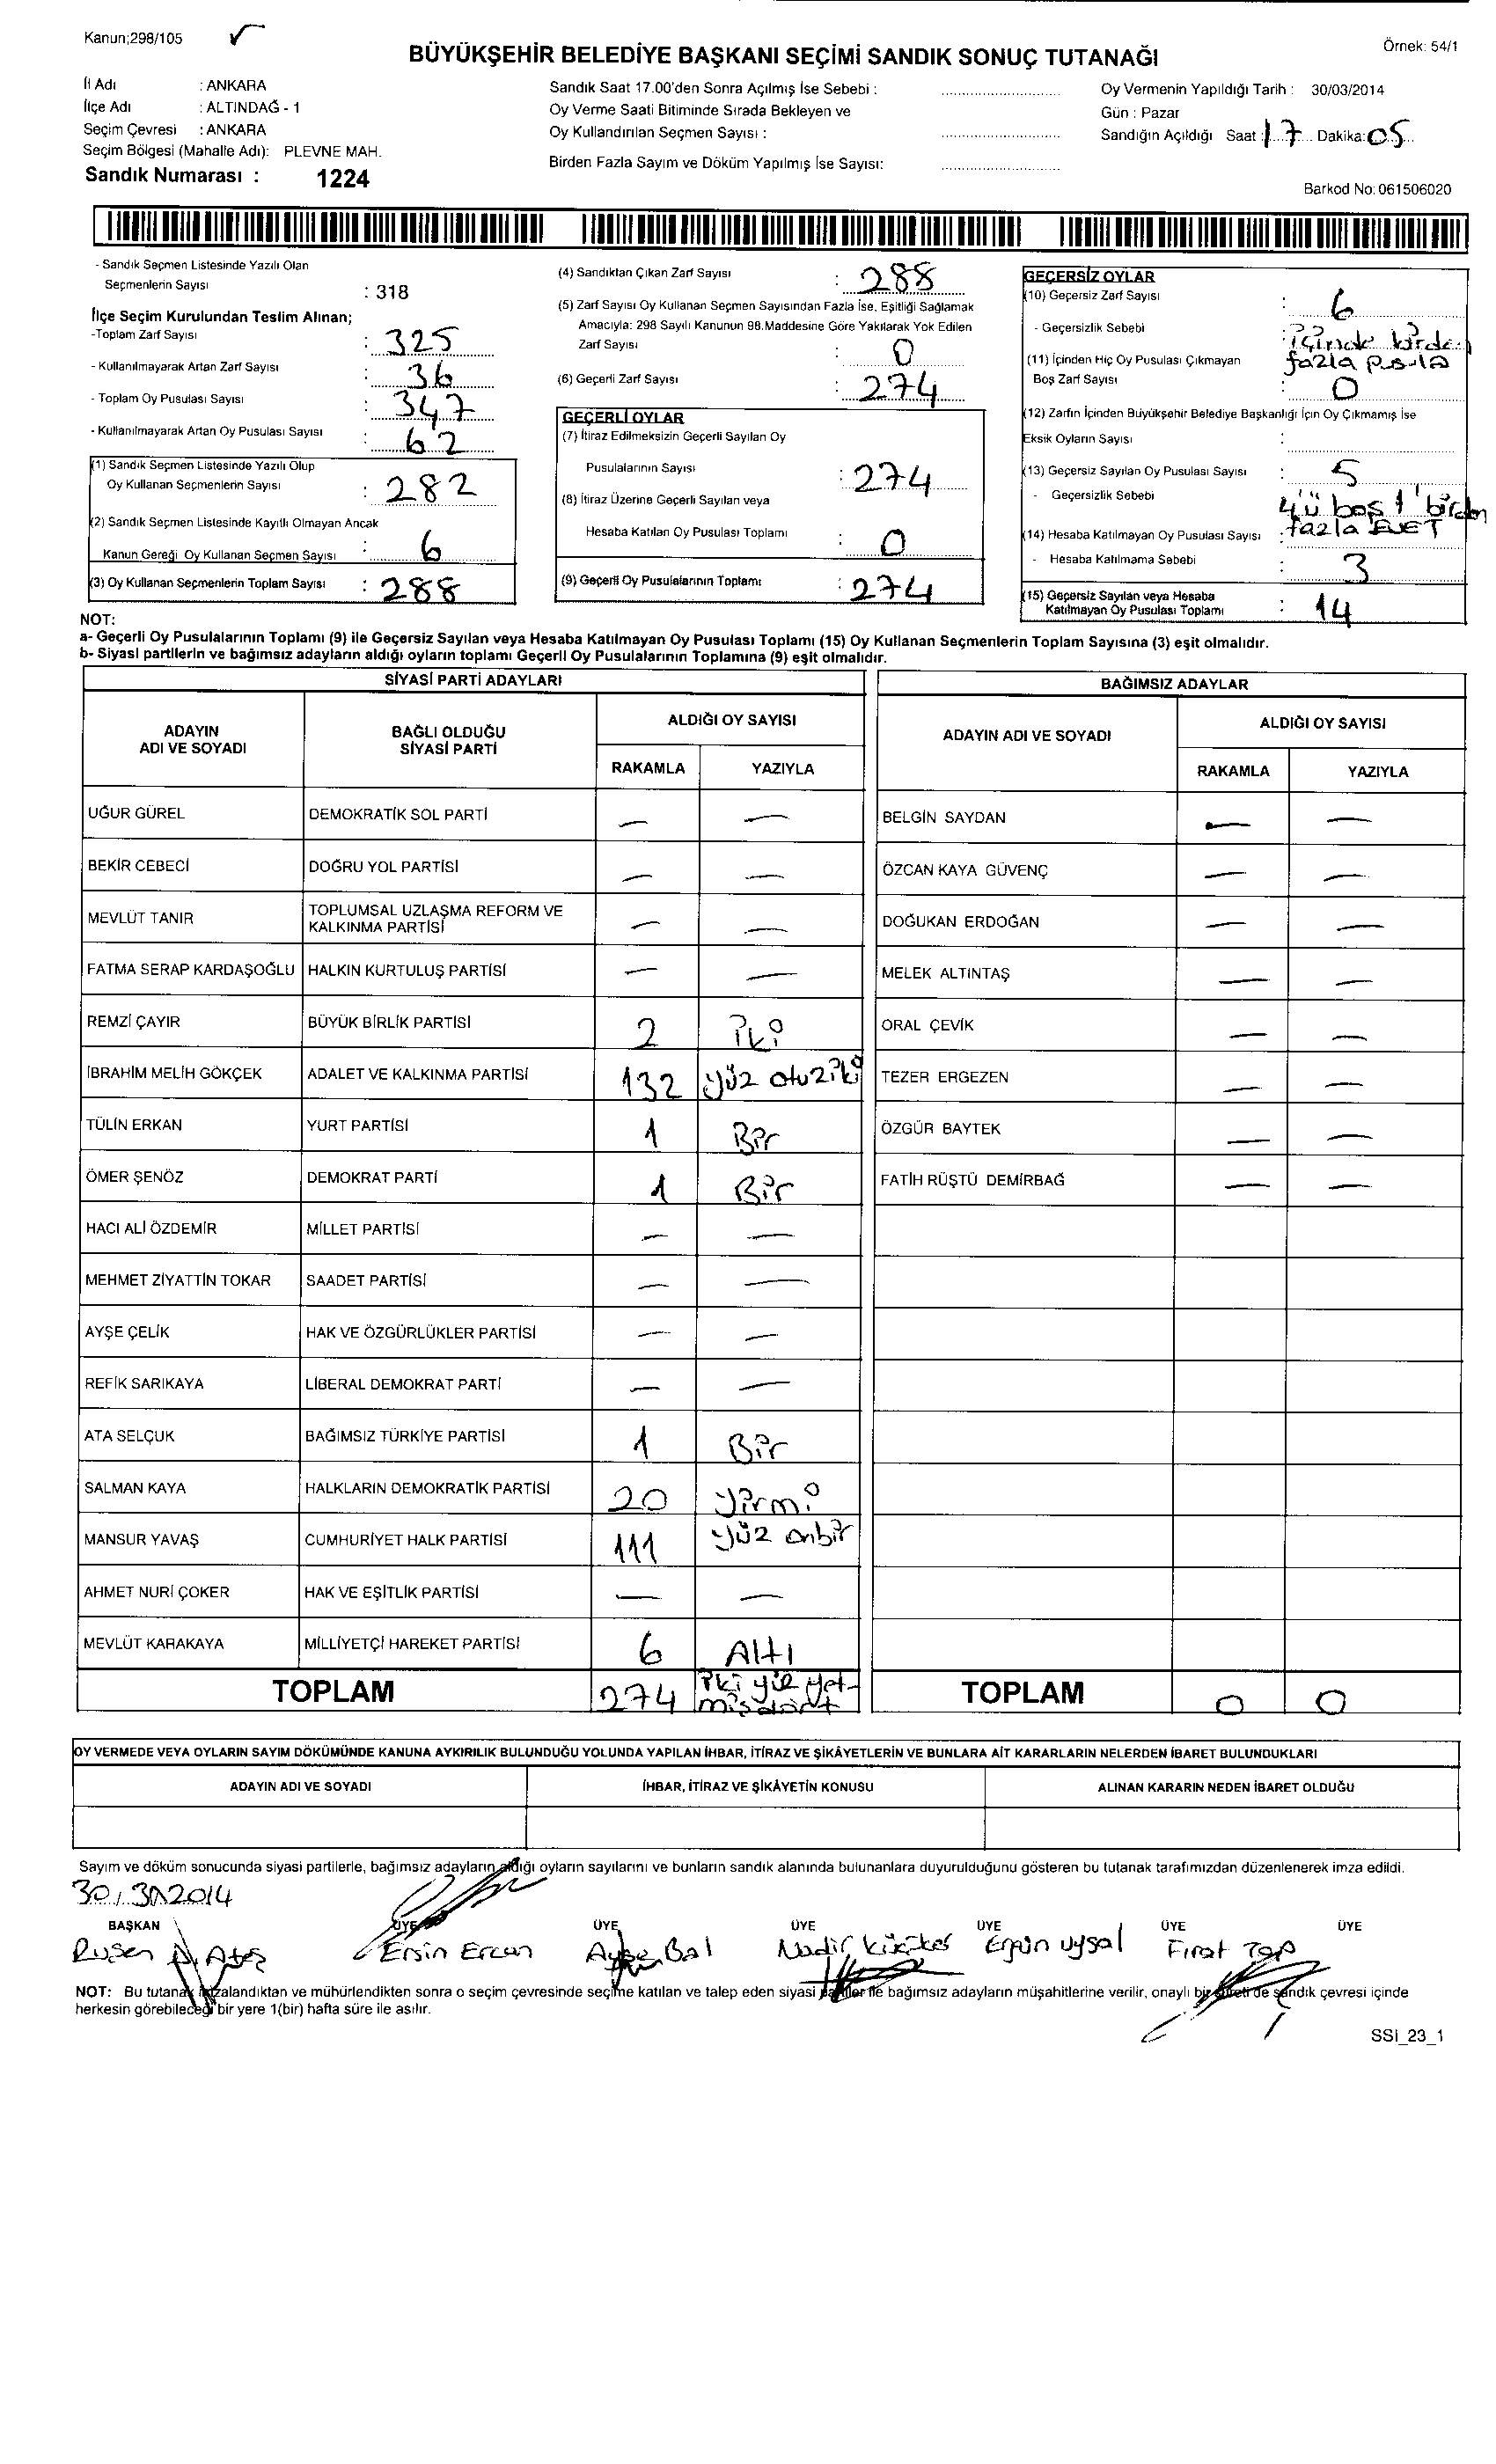 Kanun;298/105
Örnek: 54/1
BÜYÜKŞEHİR BELEDİYE BAŞKANI SEÇİMİ SANDIK SONUÇ TUTANAĞI
İl Adı : ANKARA
İlçe Adı : ALTINDAĞ - 1
Seçim Çevresi : ANKARA
Seçim Bölgesi (Mahalle Adı): PLEVNE MAH.
Sandık Numarası : 1224
Sandık Saat 17.00'den Sonra Açılmış İse Sebebi :
Oy Verme Saati Bitiminde Sırada Bekleyen ve
Oy Kullandırılan Seçmen Sayısı :
Birden Fazla Sayım ve Döküm Yapılmış İse Sayısı:
Oy Vermenin Yapıldığı Tarih : 30/03/2014
Gün : Pazar
Sandığın Açıldığı Saat : 17 Dakika: 05
Barkod No: 061506020
- Sandık Seçmen Listesinde Yazılı Olan
Seçmenlerin Sayısı : 318
İlçe Seçim Kurulundan Teslim Alınan;
-Toplam Zarf Sayısı : 325
- Kullanılmayarak Artan Zarf Sayısı : 36
- Toplam Oy Pusulası Sayısı : 347
- Kullanılmayarak Artan Oy Pusulası Sayısı : 62
(1) Sandık Seçmen Listesinde Yazılı Olup
Oy Kullanan Seçmenlerin Sayısı : 282
(2) Sandık Seçmen Listesinde Kayıtlı Olmayan Ancak
Kanun Gereği Oy Kullanan Seçmen Sayısı : 6
(3) Oy Kullanan Seçmenlerin Toplam Sayısı : 288
(4) Sandıktan Çıkan Zarf Sayısı : 288
(5) Zarf Sayısı Oy Kullanan Seçmen Sayısından Fazla İse, Eşitliği Sağlamak
Amacıyla: 298 Sayılı Kanunun 98.Maddesine Göre Yakılarak Yok Edilen
Zarf Sayısı : 0
(6) Geçerli Zarf Sayısı : 274
GEÇERLİ OYLAR
(7) İtiraz Edilmeksizin Geçerli Sayılan Oy
Pusulalarının Sayısı : 274
(8) İtiraz Üzerine Geçerli Sayılan veya
Hesaba Katılan Oy Pusulası Toplamı : 0
(9) Geçerli Oy Pusulalarının Toplamı : 274
GEÇERSİZ OYLAR
(10) Geçersiz Zarf Sayısı : 6
- Geçersizlik Sebebi : içinde birden
fazla pusula
(11) İçinden Hiç Oy Pusulası Çıkmayan
Boş Zarf Sayısı : 0
(12) Zarfın İçinden Büyükşehir Belediye Başkanlığı İçin Oy Çıkmamış İse
Eksik Oyların Sayısı :
(13) Geçersiz Sayılan Oy Pusulası Sayısı : 5
- Geçersizlik Sebebi 4'ü boş 1'birden
fazla EVET
(14) Hesaba Katılmayan Oy Pusulası Sayısı :
- Hesaba Katılmama Sebebi : 3
(15) Geçersiz Sayılan veya Hesaba
Katılmayan Oy Pusulası Toplamı : 14
NOT:
a- Geçerli Oy Pusulalarının Toplamı (9) ile Geçersiz Sayılan veya Hesaba Katılmayan Oy Pusulası Toplamı (15) Oy Kullanan Seçmenlerin Toplam Sayısına (3) eşit olmalıdır.
b- Siyasi partilerin ve bağımsız adayların aldığı oyların toplamı Geçerli Oy Pusulalarının Toplamına (9) eşit olmalıdır.
SİYASİ PARTİ ADAYLARI
ADAYIN ADI VE SOYADI BAĞLI OLDUĞU SİYASİ PARTİ ALDIĞI OY SAYISI
RAKAMLA YAZIYLA
UĞUR GÜREL DEMOKRATİK SOL PARTİ — —
BEKİR CEBECİ DOĞRU YOL PARTİSİ — —
MEVLÜT TANIR TOPLUMSAL UZLAŞMA REFORM VE KALKINMA PARTİSİ — —
FATMA SERAP KARDAŞOĞLU HALKIN KURTULUŞ PARTİSİ — —
REMZİ ÇAYIR BÜYÜK BİRLİK PARTİSİ 2 iki
İBRAHİM MELİH GÖKÇEK ADALET VE KALKINMA PARTİSİ 132 yüz otuziki
TÜLİN ERKAN YURT PARTİSİ 1 Bir
ÖMER ŞENÖZ DEMOKRAT PARTİ 1 Bir
HACI ALİ ÖZDEMİR MİLLET PARTİSİ — —
MEHMET ZİYATTİN TOKAR SAADET PARTİSİ — —
AYŞE ÇELİK HAK VE ÖZGÜRLÜKLER PARTİSİ — —
REFİK SARIKAYA LİBERAL DEMOKRAT PARTİ — —
ATA SELÇUK BAĞIMSIZ TÜRKİYE PARTİSİ 1 Bir
SALMAN KAYA HALKLARIN DEMOKRATİK PARTİSİ 20 yirmi
MANSUR YAVAŞ CUMHURİYET HALK PARTİSİ 111 yüz onbir
AHMET NURİ ÇOKER HAK VE EŞİTLİK PARTİSİ — —
MEVLÜT KARAKAYA MİLLİYETÇİ HAREKET PARTİSİ 6 Altı
TOPLAM 274 iki yüz yet-
mişdört
BAĞIMSIZ ADAYLAR
ADAYIN ADI VE SOYADI ALDIĞI OY SAYISI
RAKAMLA YAZIYLA
BELGİN SAYDAN — —
ÖZCAN KAYA GÜVENÇ — —
DOĞUKAN ERDOĞAN — —
MELEK ALTINTAŞ — —
ORAL ÇEVİK — —
TEZER ERGEZEN — —
ÖZGÜR BAYTEK — —
FATİH RÜŞTÜ DEMİRBAĞ — —
TOPLAM 0 0
OY VERMEDE VEYA OYLARIN SAYIM DÖKÜMÜNDE KANUNA AYKIRILIK BULUNDUĞU YOLUNDA YAPILAN İHBAR, İTİRAZ VE ŞİKÂYETLERİN VE BUNLARA AİT KARARLARIN NELERDEN İBARET BULUNDUKLARI
ADAYIN ADI VE SOYADI İHBAR, İTİRAZ VE ŞİKÂYETİN KONUSU ALINAN KARARIN NEDEN İBARET OLDUĞU
Sayım ve döküm sonucunda siyasi partilerle, bağımsız adayların aldığı oyların sayılarını ve bunların sandık alanında bulunanlara duyurulduğunu gösteren bu tutanak tarafımızdan düzenlenerek imza edildi.
30/3/2014
BAŞKAN ÜYE ÜYE ÜYE ÜYE ÜYE ÜYE
Ruşen A. Ateş Ersin Ercan Ayşe Bal Nadir Ergün uysal Fırat Top
NOT: Bu tutanak imzalandıktan ve mühürlendikten sonra o seçim çevresinde seçime katılan ve talep eden siyasi partiler ile bağımsız adayların müşahitlerine verilir, onaylı bir sureti de sandık çevresi içinde
herkesin görebileceği bir yere 1(bir) hafta süre ile asılır.
SSİ_23_1